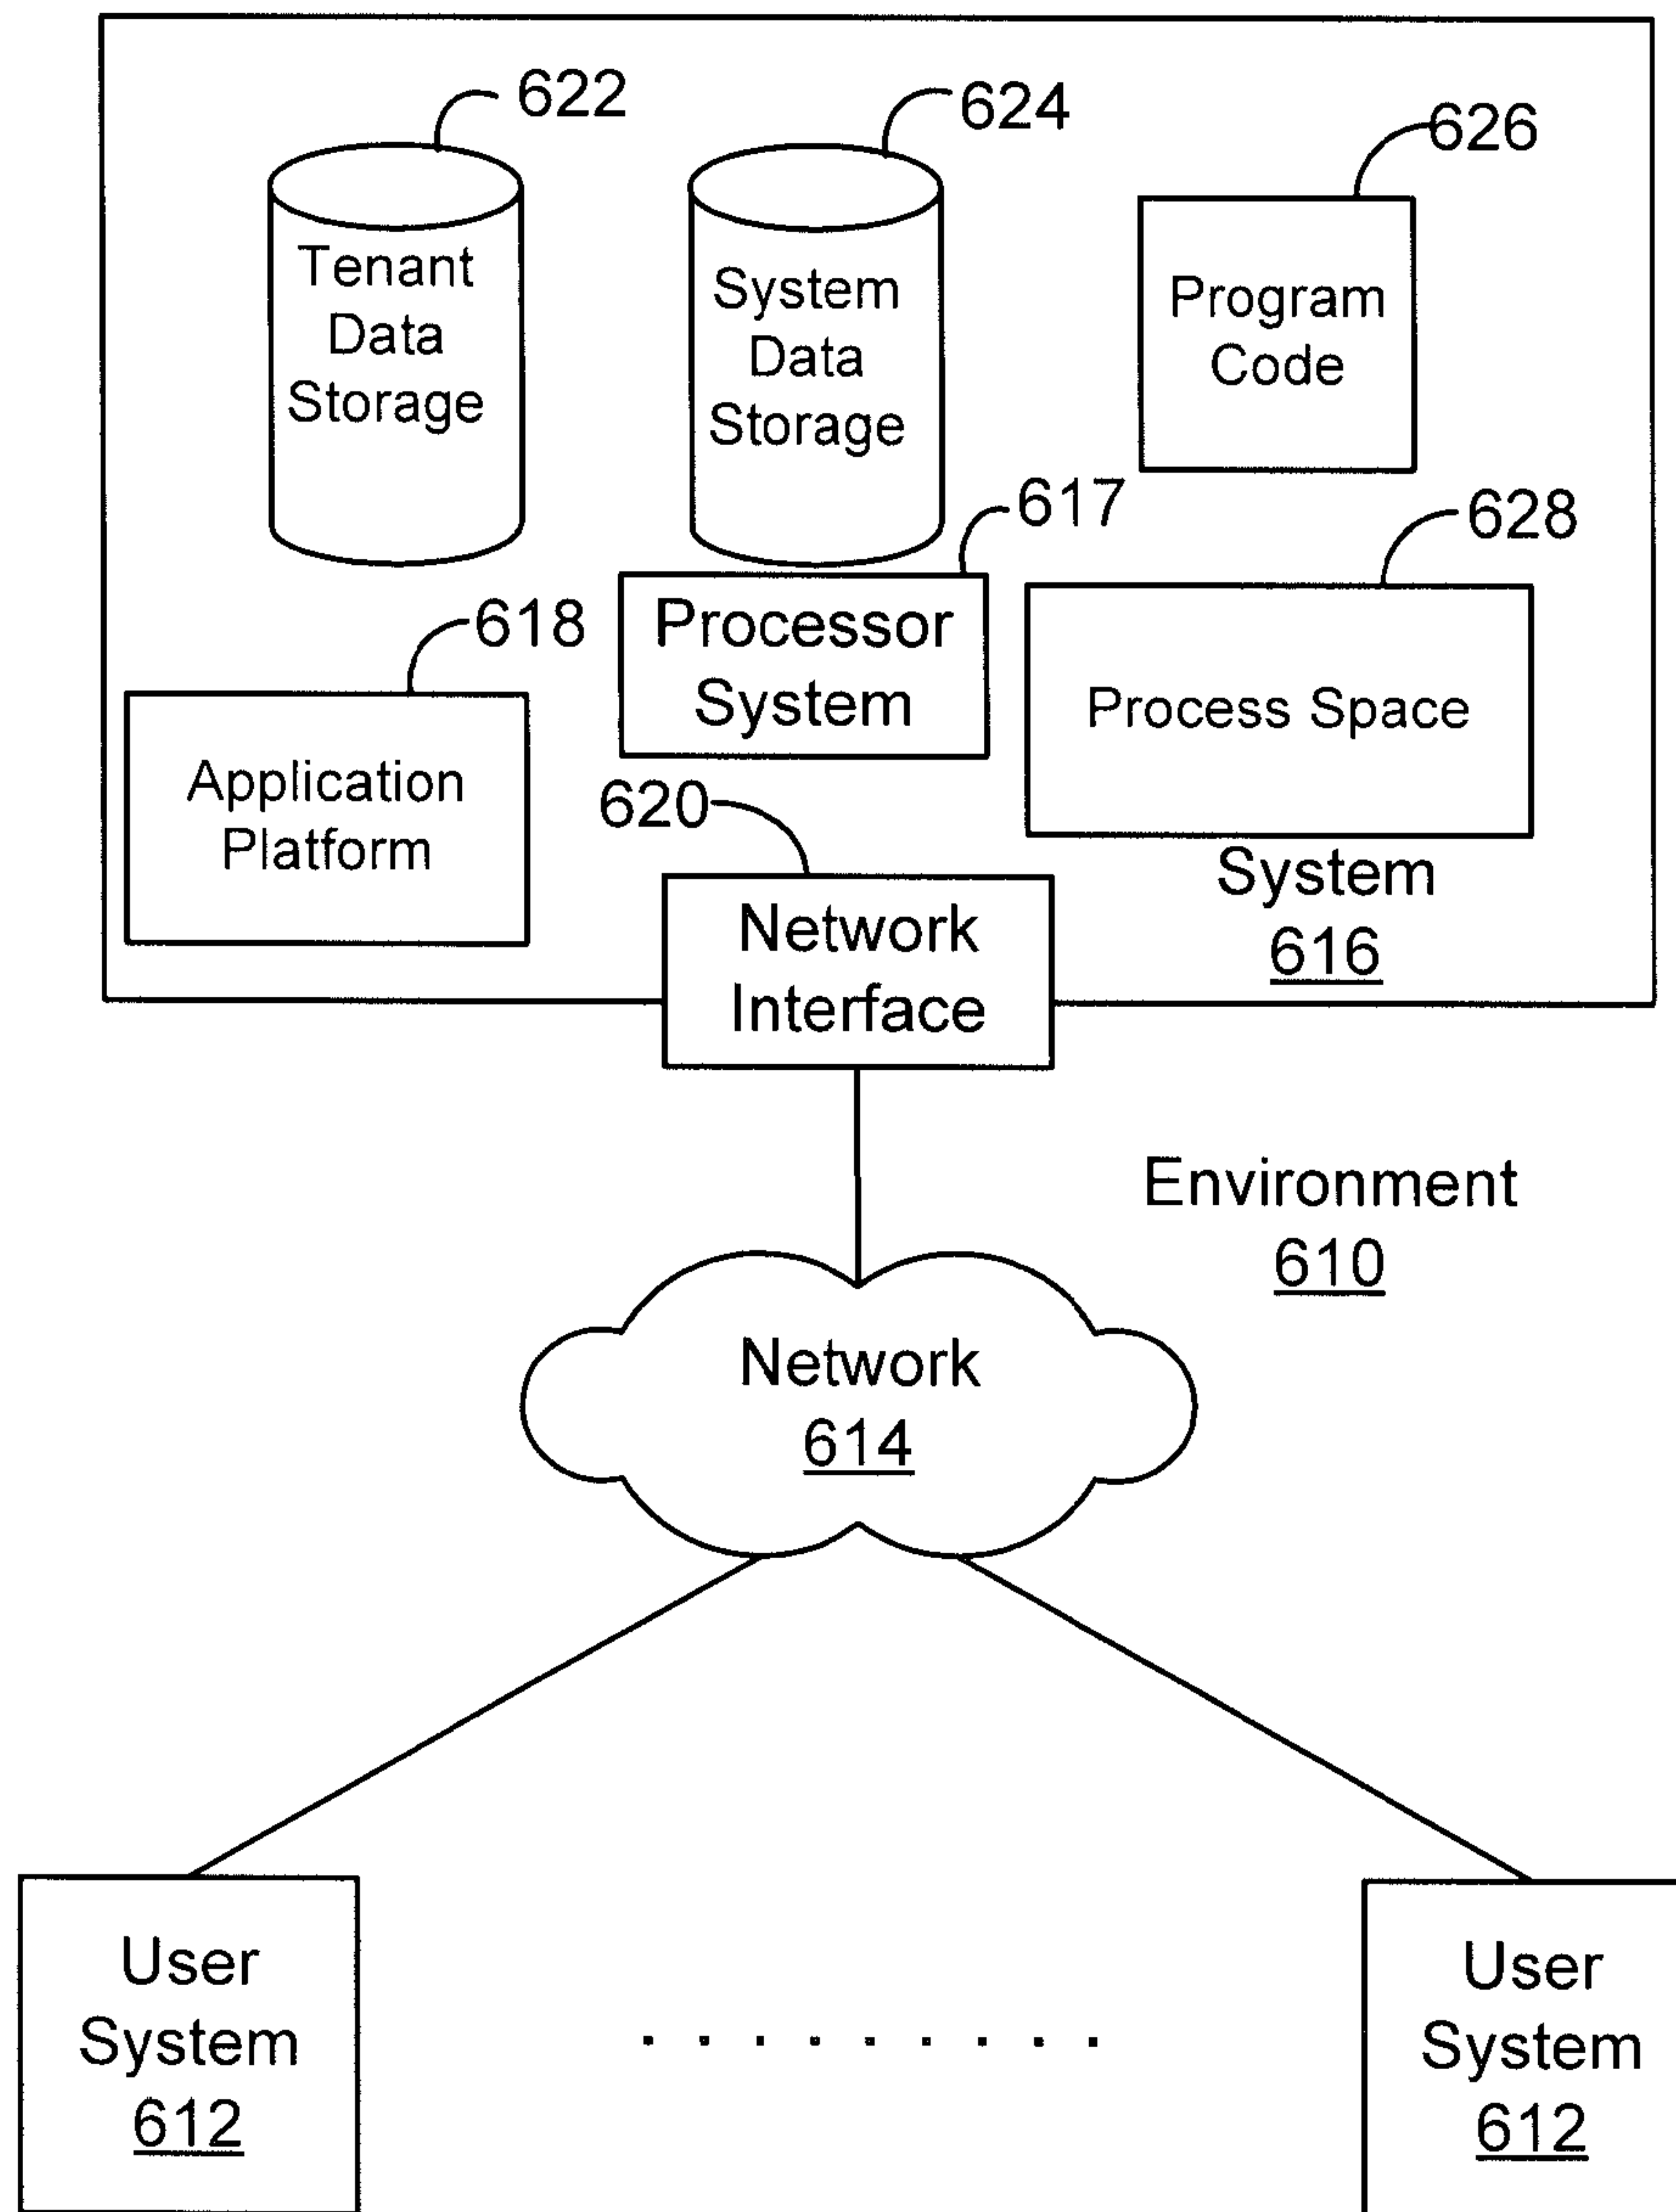 622
624
626
Tenant
Data
Storage
System
Data
Storage
Program
Code
617
628
618
Processor
System
Process Space
Application
Platform
620
System
616
Network
Interface
Environment
610
Network
614
User
System
612
User
System
612